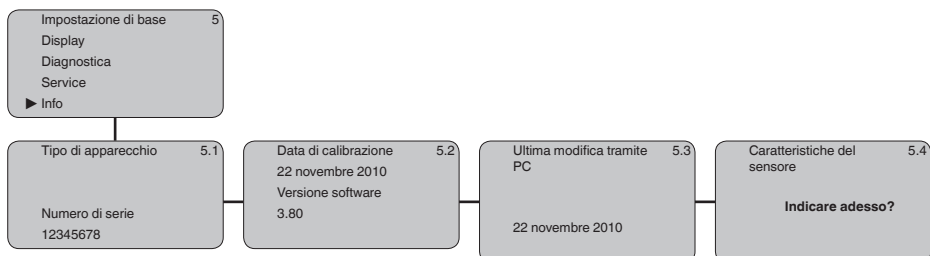 Impostazione di base 5
Display
Diagnostica
Service
▶ Info
Tipo di apparecchio 5.1
Numero di serie
12345678
Data di calibrazione 5.2
22 novembre 2010
Versione software
3.80
Ultima modifica tramite 5.3
PC
22 novembre 2010
Caratteristiche del 5.4
sensore
Indicare adesso?